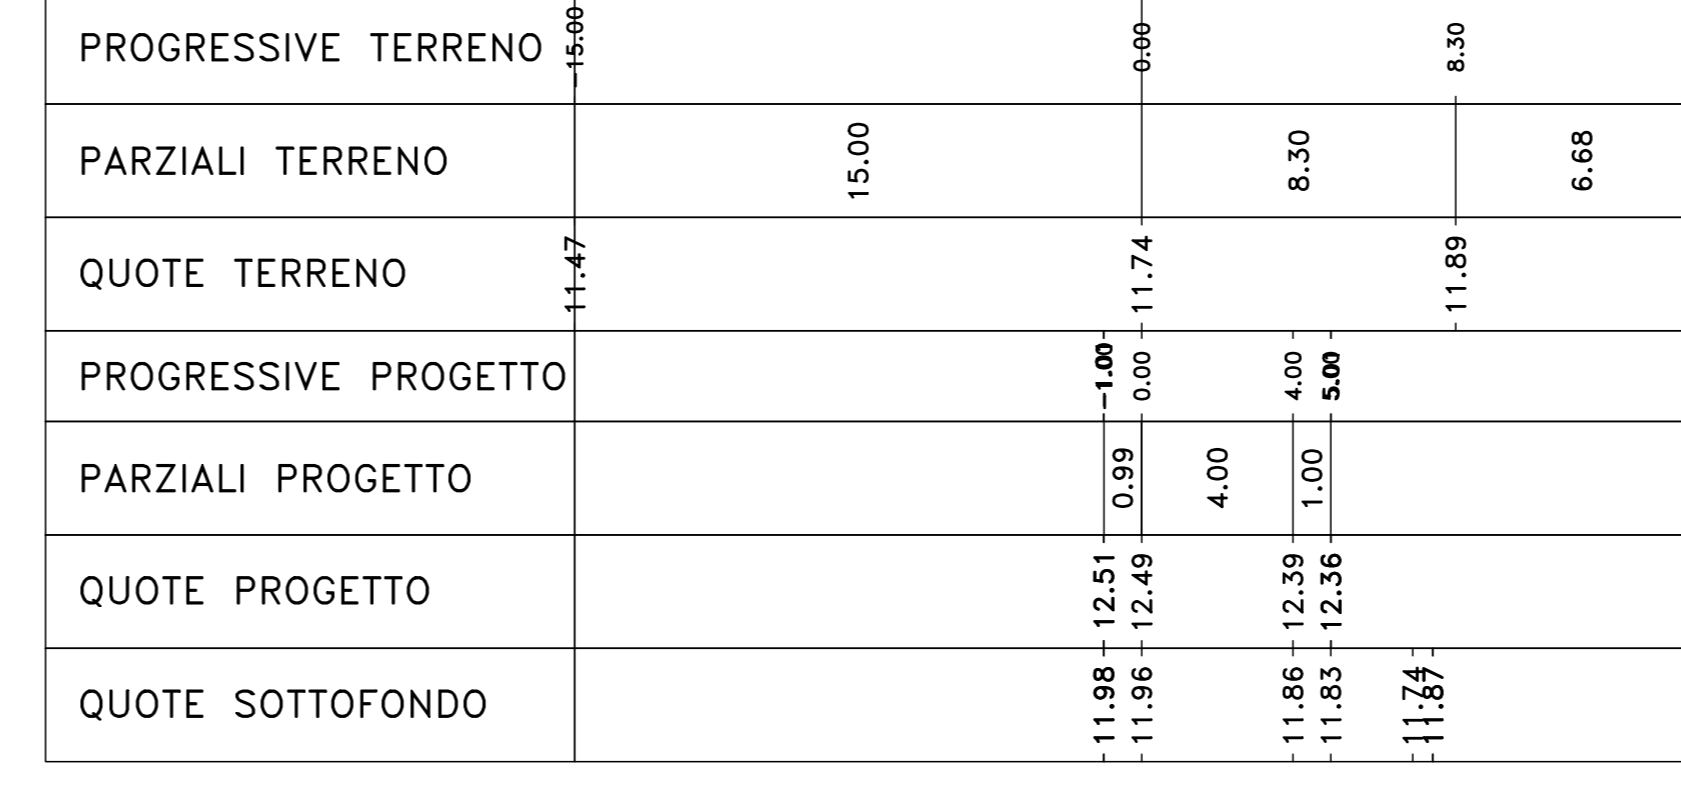 PROGRESSIVE TERRENO -15.00 0.00 8.30
PARZIALI TERRENO 15.00 8.30 6.68
QUOTE TERRENO 11.47 11.74 11.89
PROGRESSIVE PROGETTO -1.00 0.00 4.00 5.00
PARZIALI PROGETTO 0.99 4.00 1.00
QUOTE PROGETTO 12.51 12.49 12.39 12.36
QUOTE SOTTOFONDO 11.98 11.96 11.86 11.83 11.74 11.87